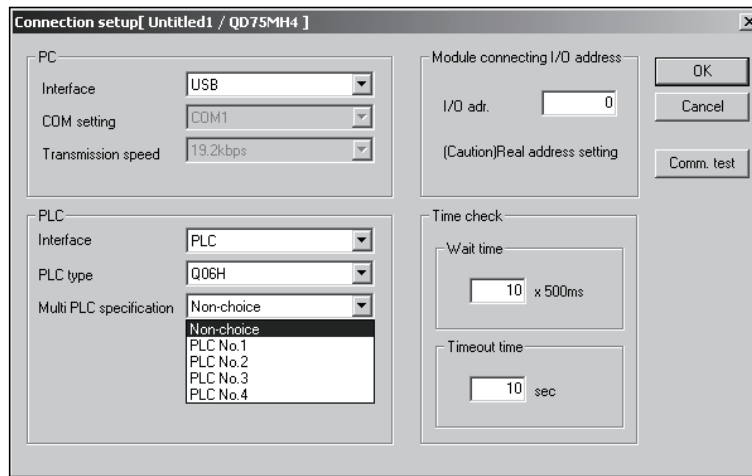 Connection setup[ Untitled1 / QD75MH4 ]
PC
Interface
USB
COM setting
COM1
Transmission speed
19.2kbps
Module connecting I/O address
I/O adr.
0
(Caution)Real address setting
OK
Cancel
Comm. test
PLC
Interface
PLC
PLC type
Q06H
Multi PLC specification
Non-choice
Non-choice
PLC No.1
PLC No.2
PLC No.3
PLC No.4
Time check
Wait time
10 x 500ms
Timeout time
10 sec